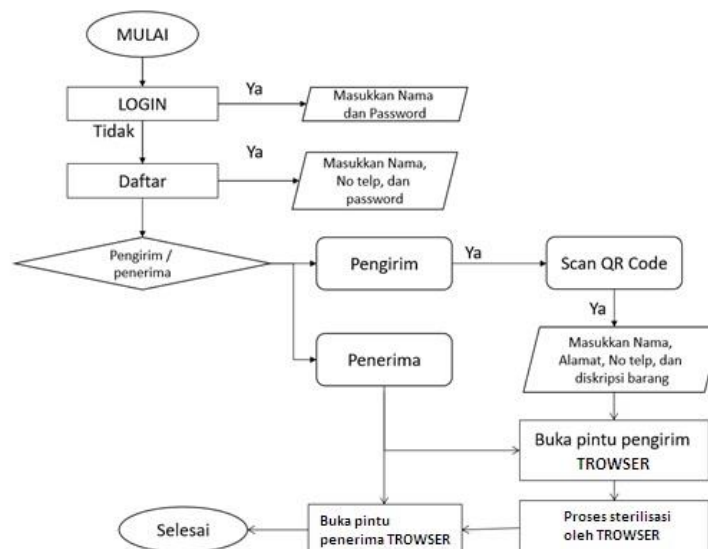 MULAI
LOGIN
Ya
Masukkan Nama
dan Password
Tidak
Daftar
Ya
Masukkan Nama,
No telp, dan
password
Pengirim /
penerima
Pengirim
Ya
Scan QR Code
Ya
Penerima
Masukkan Nama,
Alamat, No telp, dan
diskripsi barang
Buka pintu pengirim
TROWSER
Proses sterilisasi
oleh TROWSER
Buka pintu
penerima TROWSER
Selesai